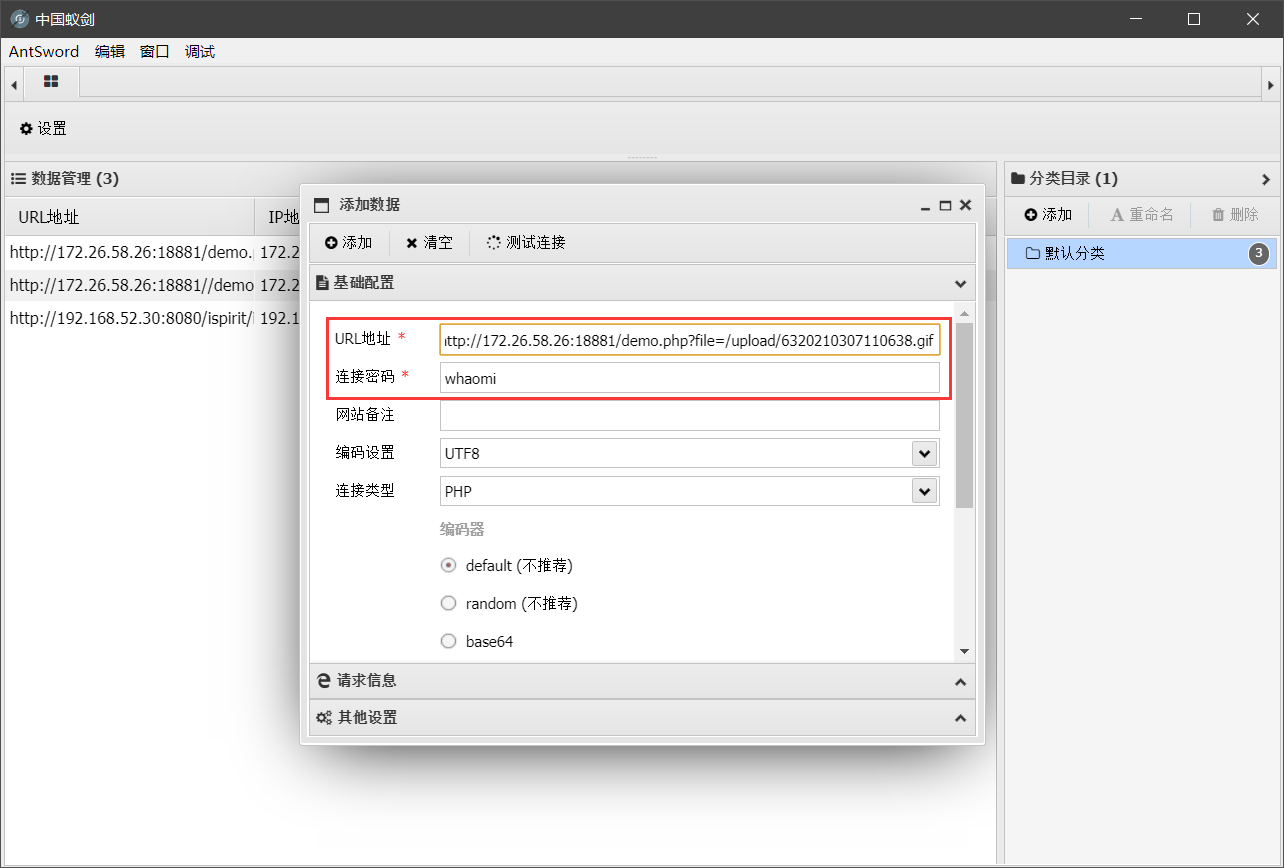 中国蚁剑
AntSword 编辑 窗口 调试
设置
数据管理 (3)
URL地址 IP地
http://172.26.58.26:18881/demo. 172.2
http://172.26.58.26:18881//demo 172.2
http://192.168.52.30:8080/ispirit/i 192.1
添加数据
添加 清空 测试连接
基础配置
URL地址 * ttp://172.26.58.26:18881/demo.php?file=/upload/6320210307110638.gif
连接密码 * whaomi
网站备注
编码设置 UTF8
连接类型 PHP
编码器
default (不推荐)
random (不推荐)
base64
请求信息
其他设置
分类目录 (1)
添加 重命名 删除
默认分类 3